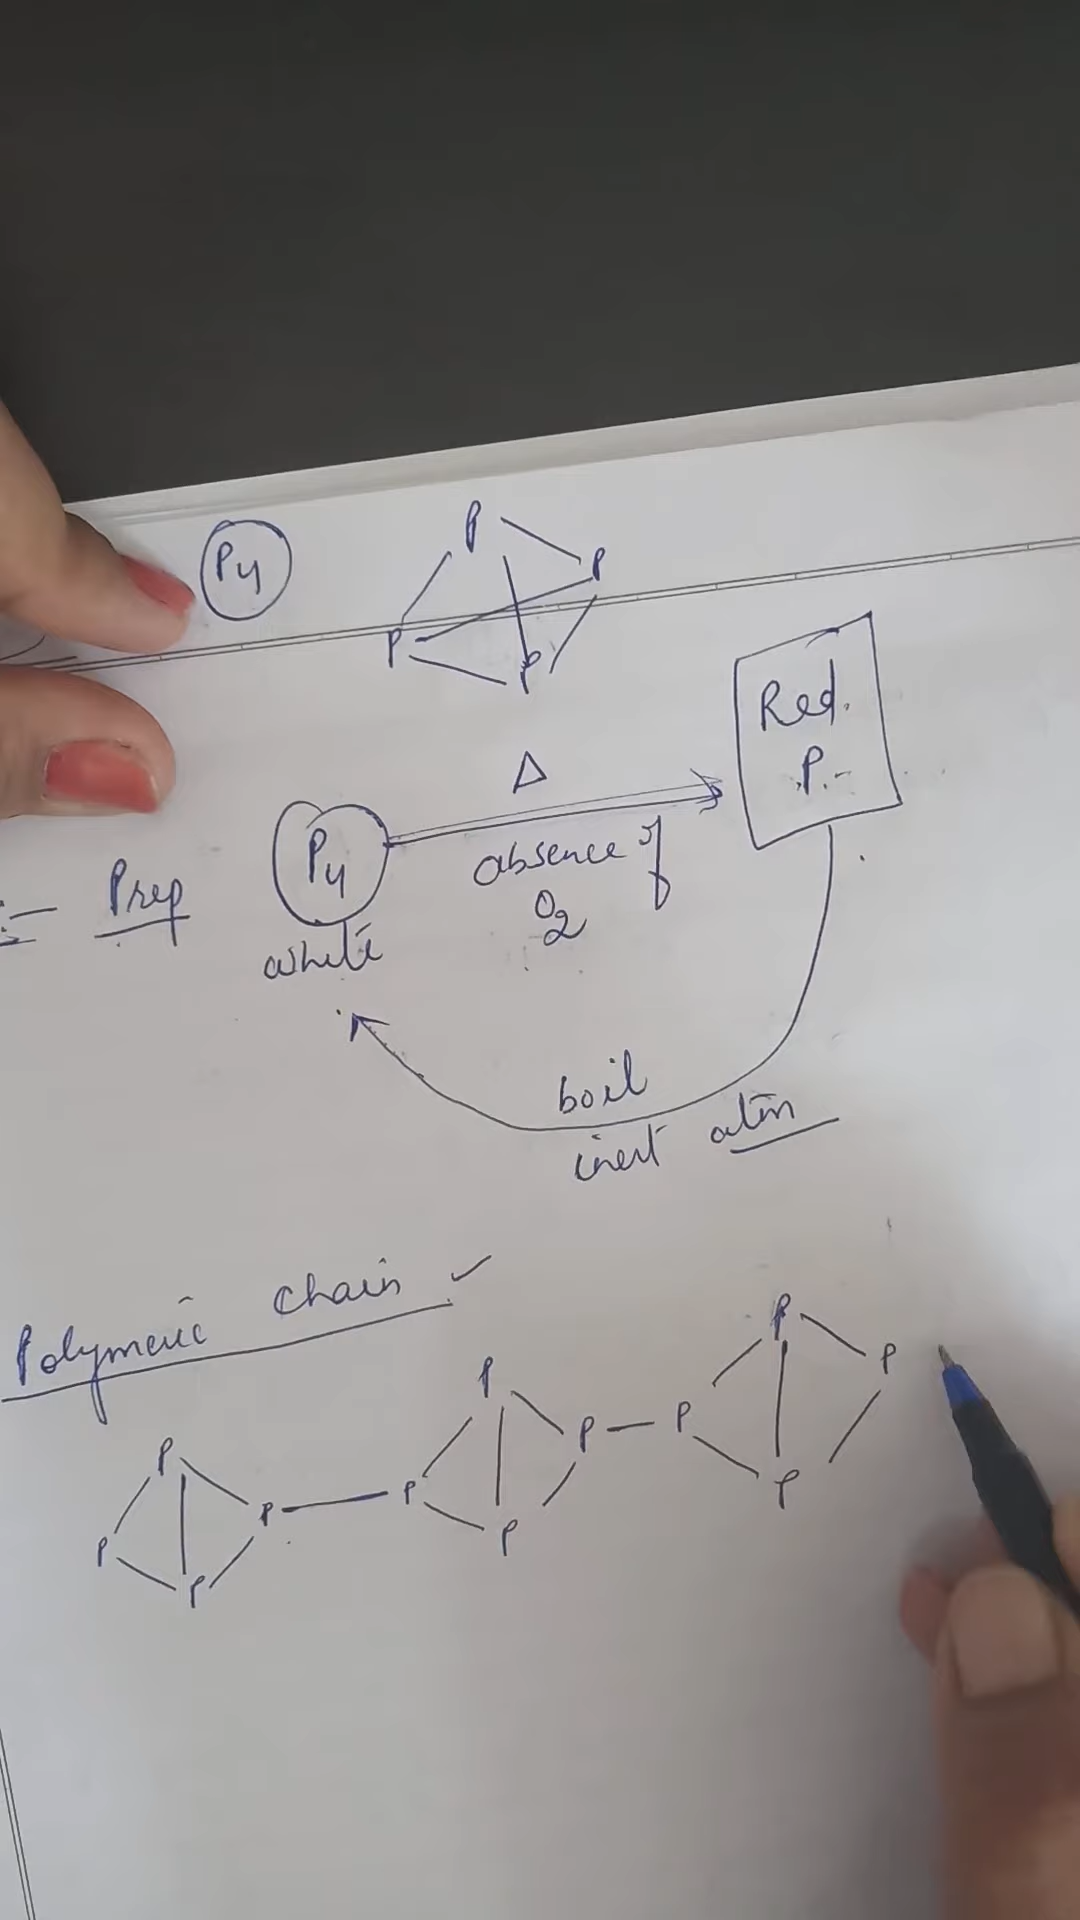 P4
P
P
P
P
Red.
P.-
Δ
Prep
P4
absence of
O2
white
boil
inert atm
Polymeric chain ✓
P P P
P P — P P — P P
P P P